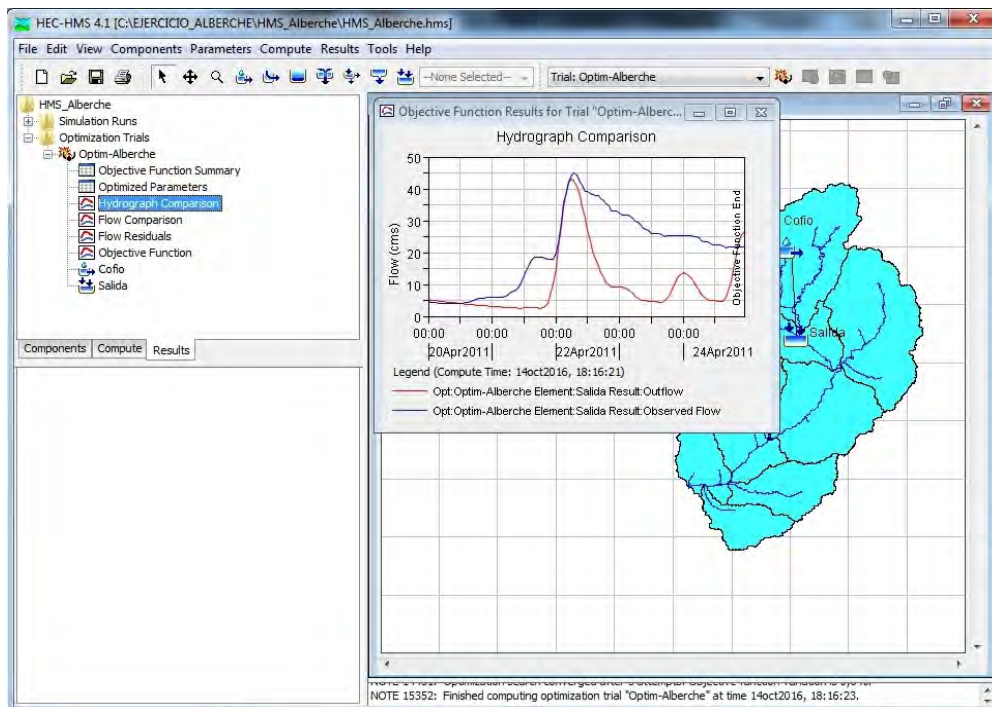 HEC-HMS 4.1 [C:\EJERCICIO_ALBERCHE\HMS_Alberche\HMS_Alberche.hms]
File Edit View Components Parameters Compute Results Tools Help
--None Selected--
Trial: Optim-Alberche
HMS_Alberche
Simulation Runs
Optimization Trials
Optim-Alberche
Objective Function Summary
Optimized Parameters
Hydrograph Comparison
Flow Comparison
Flow Residuals
Objective Function
Cofio
Salida
Components Compute Results
Objective Function Results for Trial "Optim-Alberc...
Hydrograph Comparison
Flow (cms)
50
40
30
20
10
0
00:00 00:00 00:00 00:00 00:00
20Apr2011 22Apr2011 24Apr2011
Objective Function End
Legend (Compute Time: 14oct2016, 18:16:21)
Opt:Optim-Alberche Element:Salida Result:Outflow
Opt:Optim-Alberche Element:Salida Result:Observed Flow
Cofio
Salida
NOTE 15352: Finished computing optimization trial "Optim-Alberche" at time 14oct2016, 18:16:23.